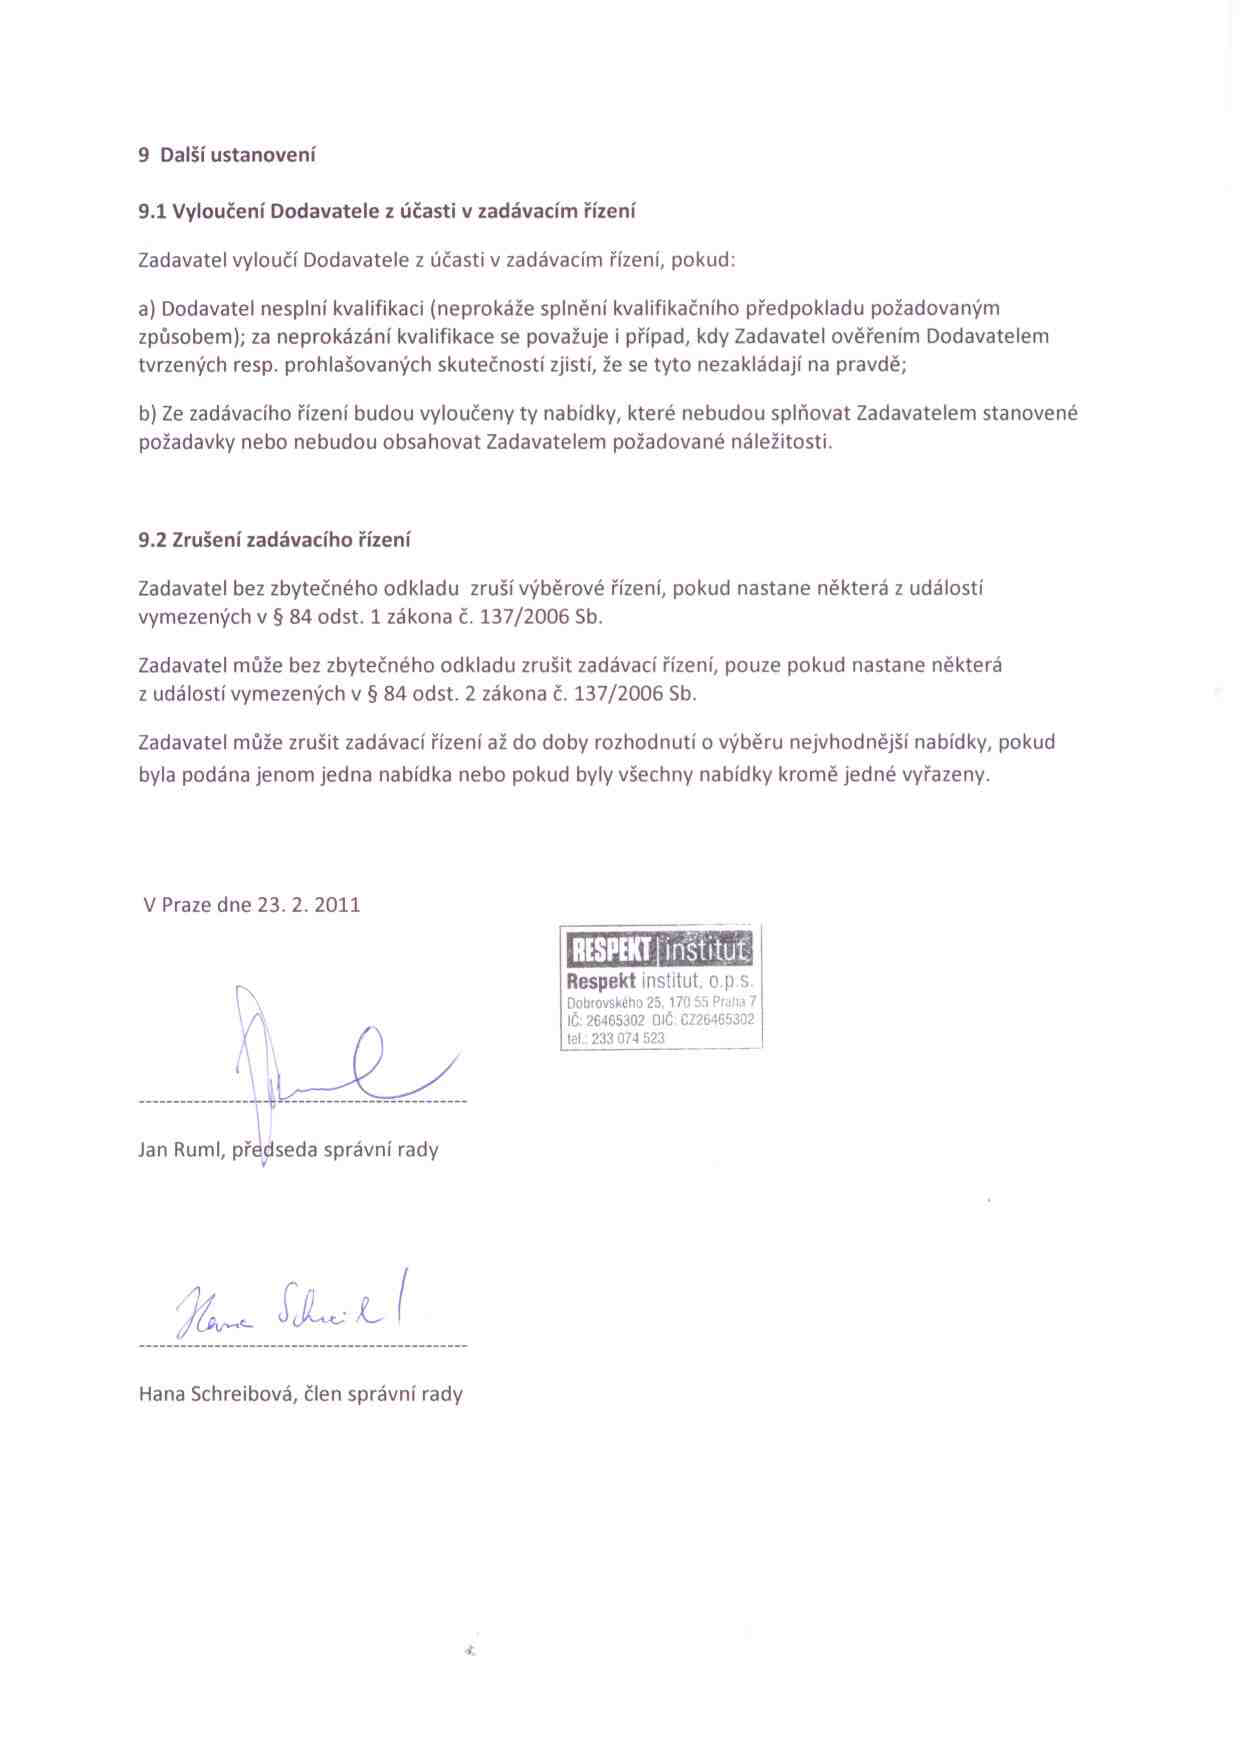 9 Další ustanovení
9.1 Vyloučení Dodavatele z účasti v zadávacím řízení
Zadavatel vyloučí Dodavatele z účasti v zadávacím řízení, pokud:
a) Dodavatel nesplní kvalifikaci (neprokáže splnění kvalifikačního předpokladu požadovaným
způsobem); za neprokázání kvalifikace se považuje i případ, kdy Zadavatel ověřením Dodavatelem
tvrzených resp. prohlašovaných skutečností zjistí, že se tyto nezakládají na pravdě;
b) Ze zadávacího řízení budou vyloučeny ty nabídky, které nebudou splňovat Zadavatelem stanovené
požadavky nebo nebudou obsahovat Zadavatelem požadované náležitosti.
9.2 Zrušení zadávacího řízení
Zadavatel bez zbytečného odkladu zruší výběrové řízení, pokud nastane některá z událostí
vymezených v § 84 odst. 1 zákona č. 137/2006 Sb.
Zadavatel může bez zbytečného odkladu zrušit zadávací řízení, pouze pokud nastane některá
z událostí vymezených v § 84 odst. 2 zákona č. 137/2006 Sb.
Zadavatel může zrušit zadávací řízení až do doby rozhodnutí o výběru nejvhodnější nabídky, pokud
byla podána jenom jedna nabídka nebo pokud byly všechny nabídky kromě jedné vyřazeny.
V Praze dne 23. 2. 2011
RESPEKT institut
Respekt institut, o.p.s.
Dobrovského 25, 170 55 Praha 7
IČ: 26465302 DIČ: CZ26465302
tel.: 233 074 523
Jan Ruml, předseda správní rady
Hana
Hana Schreibová, člen správní rady